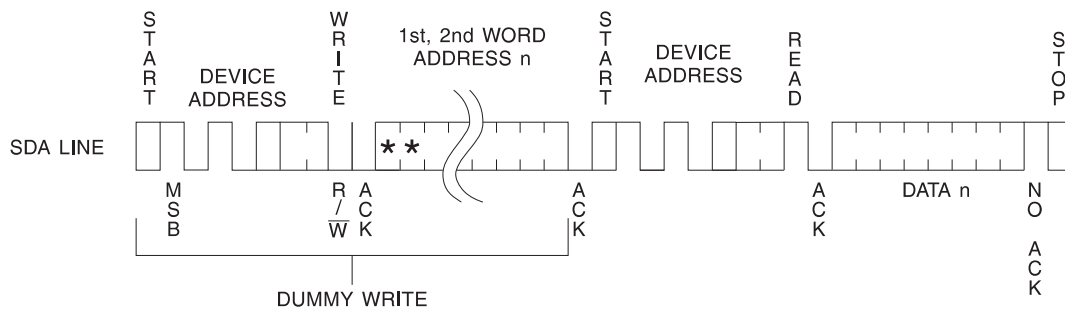 START
WRITE
1st, 2nd WORD
ADDRESS n
START
READ
STOP
DEVICE
ADDRESS
DEVICE
ADDRESS
SDA LINE
* *
MSB
R/W
ACK
ACK
ACK
DATA n
NO ACK
DUMMY WRITE